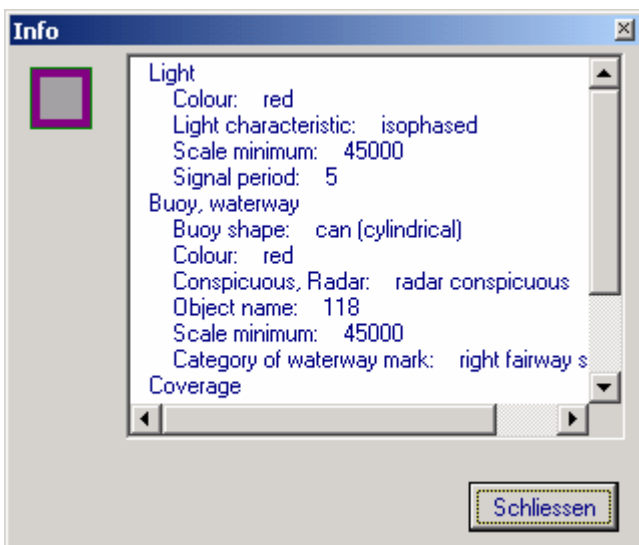 Info
Light
Colour: red
Light characteristic: isophased
Scale minimum: 45000
Signal period: 5
Buoy, waterway
Buoy shape: can (cylindrical)
Colour: red
Conspicuous, Radar: radar conspicuous
Object name: 118
Scale minimum: 45000
Category of waterway mark: right fairway s
Coverage
Schliessen